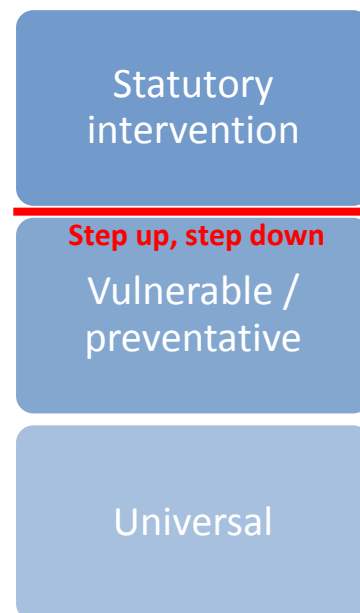 Statutory
intervention
Step up, step down
Vulnerable /
preventative
Universal